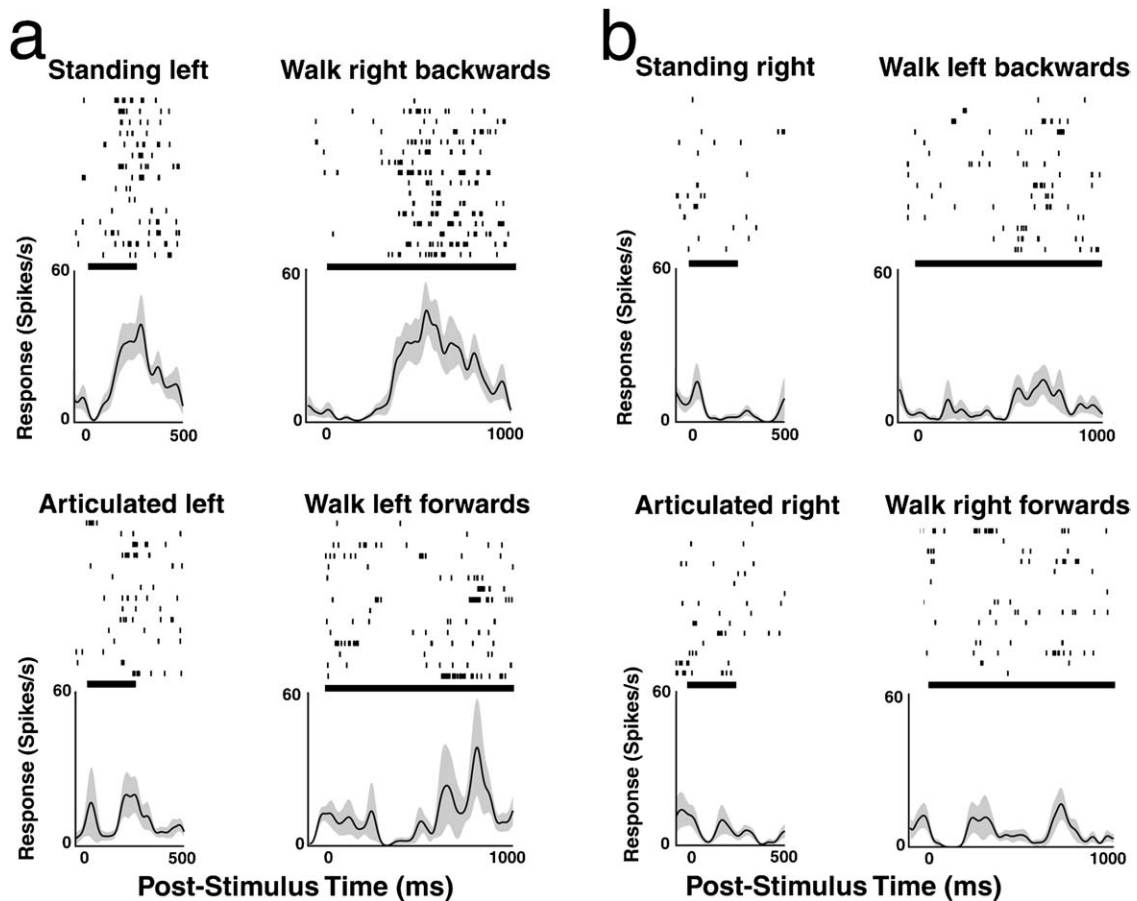 a
b
Standing left
Walk right backwards
Standing right
Walk left backwards
Response (Spikes/s)
60
0
0
500
60
0
0
1000
Response (Spikes/s)
60
0
0
500
60
0
0
1000
Articulated left
Walk left forwards
Articulated right
Walk right forwards
Response (Spikes/s)
60
0
0
500
60
0
0
1000
Response (Spikes/s)
60
0
0
500
60
0
0
1000
Post-Stimulus Time (ms)
Post-Stimulus Time (ms)